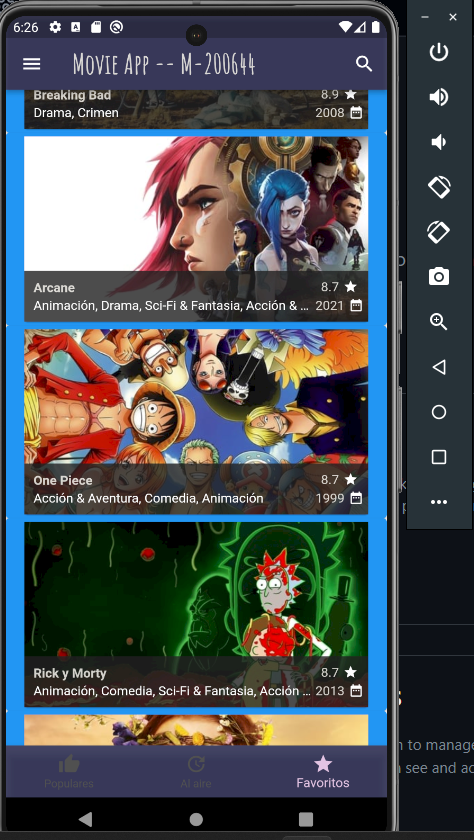 6:26
Movie App -- M-200644
Breaking Bad 8.9
Drama, Crimen 2008
Arcane 8.7
Animación, Drama, Sci-Fi & Fantasia, Acción & ... 2021
One Piece 8.7
Acción & Aventura, Comedia, Animación 1999
Rick y Morty 8.7
Animación, Comedia, Sci-Fi & Fantasia, Acción ... 2013
n to manage
see and ac
Populares Al aire Favoritos